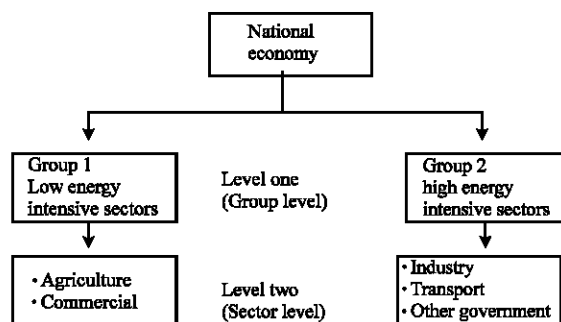 National
economy
Group 1
Low energy
intensive sectors
Level one
(Group level)
Group 2
high energy
intensive sectors
· Agriculture
· Commercial
Level two
(Sector level)
· Industry
· Transport
· Other government